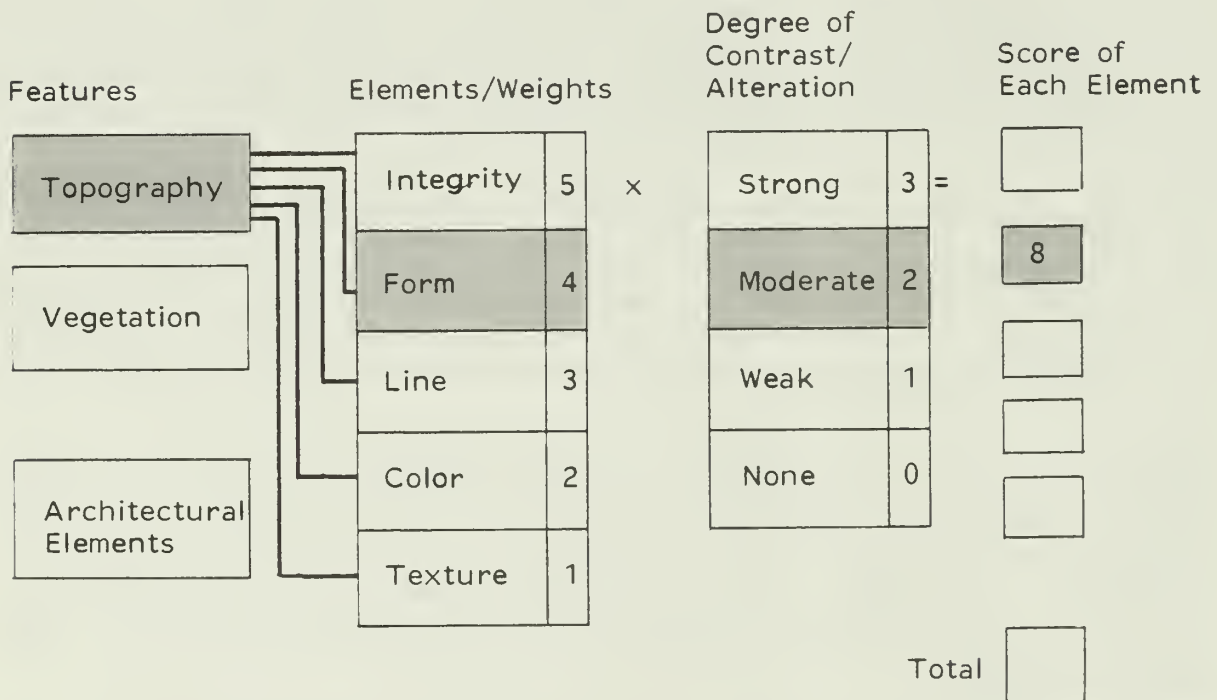 Features
Elements/Weights
Degree of
Contrast/
Alteration
Score of
Each Element
Topography
Integrity 5 × Strong 3 =
Form 4 Moderate 2 8
Vegetation
Line 3 Weak 1
Color 2 None 0
Architectural
Elements
Texture 1
Total